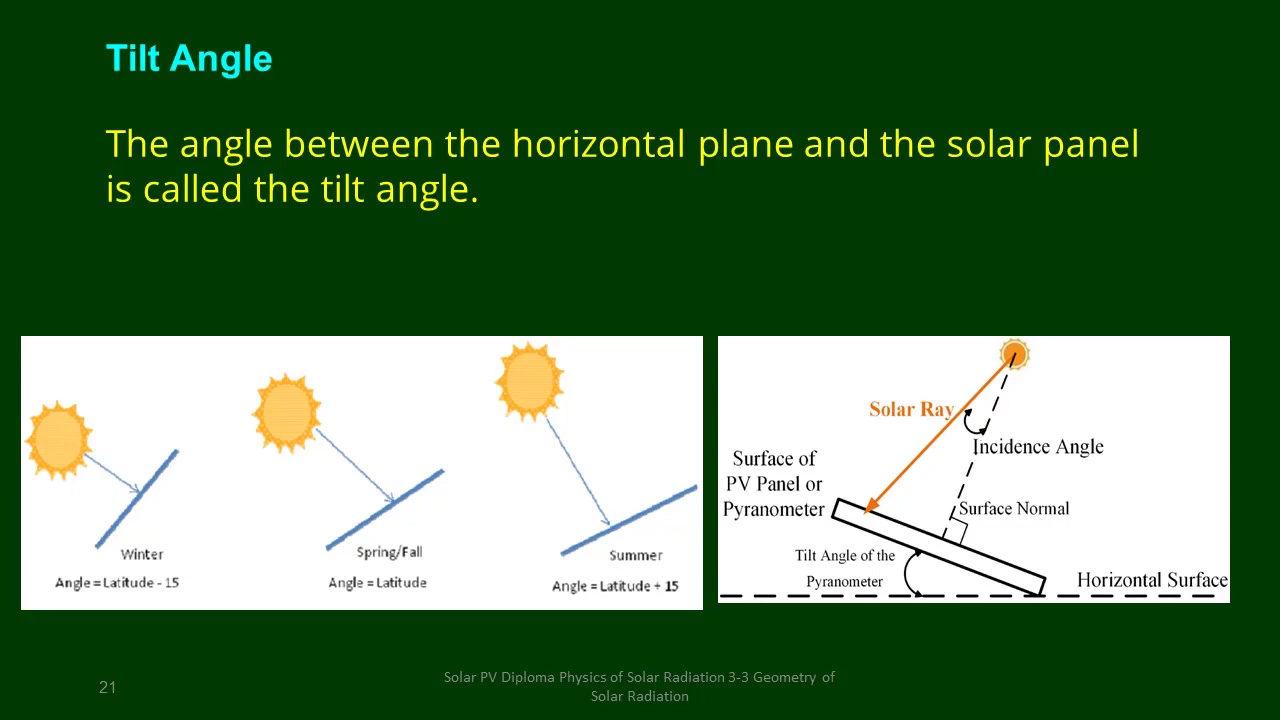 Tilt Angle
The angle between the horizontal plane and the solar panel
is called the tilt angle.
Winter
Angle = Latitude - 15
Spring/Fall
Angle = Latitude
Summer
Angle = Latitude + 15
Solar Ray
Incidence Angle
Surface of
PV Panel or
Pyranometer
Surface Normal
Tilt Angle of the
Pyranometer
Horizontal Surface
21
Solar PV Diploma Physics of Solar Radiation 3-3 Geometry of
Solar Radiation